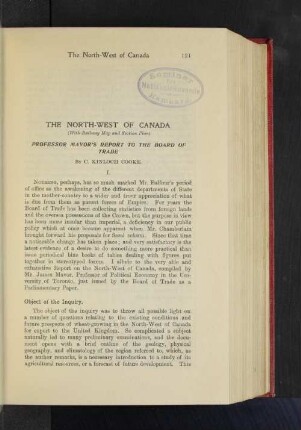 The North-West of Canada 191
THE NORTH-WEST OF CANADA
(With Railway Map and Section Plan)
PROFESSOR MAVOR'S REPORT TO THE BOARD OF
TRADE
By C. KINLOCH COOKE.
I.
NOTHING, perhaps, has so much marked Mr. Balfour's period
of office as the awakening of the different departments of trade
in the mother-country to a wider and truer appreciation of what
is due from them as parent forces of Empire. For years the
Board of Trade has been collecting statistics from foreign lands
and the oversea possessions of the Crown, but the purpose in view
has been more insular than imperial, a deficiency in our public
policy which at once became apparent when Mr. Chamberlain
brought forward his proposals for fiscal reform. Since that time
a noticeable change has taken place, and very satisfactory is the
latest evidence of a desire to do something more practical than
issue periodical blue books of tables dealing with figures put
together in stereotyped forms. I allude to the very able and
exhaustive Report on the North-West of Canada, compiled by
Mr. James Mavor, Professor of Political Economy in the Uni-
versity of Toronto, just issued by the Board of Trade as a
Parliamentary Paper.
Object of the Inquiry.
The object of the inquiry was to throw all possible light on
a number of questions relating to the existing conditions and
future prospects of wheat-growing in the North-West of Canada
for export to the United Kingdom. So complicated a subject
naturally led to many preliminary examinations, and the docu-
ment opens with a brief outline of the geology, physical
geography, and climatology of the region referred to, which, as
the author remarks, is a necessary introduction to a study of its
agricultural resources, or a forecast of future development. This